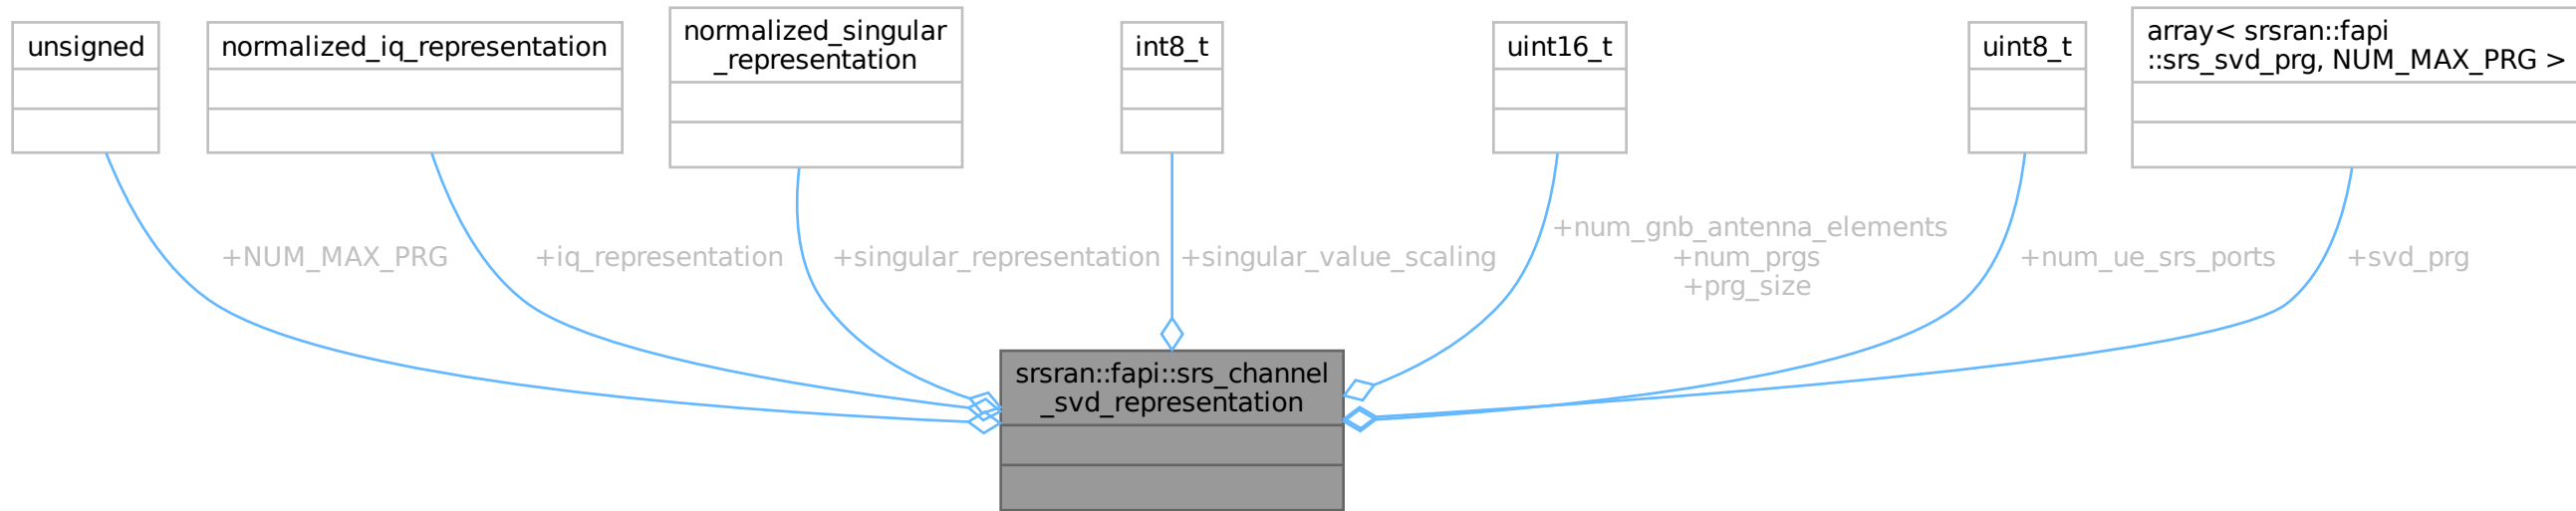 unsigned
normalized_iq_representation
normalized_singular
_representation
int8_t
uint16_t
uint8_t
array< srsran::fapi
::srs_svd_prg, NUM_MAX_PRG >
+NUM_MAX_PRG
+iq_representation
+singular_representation
+singular_value_scaling
+num_gnb_antenna_elements
+num_prgs
+prg_size
+num_ue_srs_ports
+svd_prg
srsran::fapi::srs_channel
_svd_representation